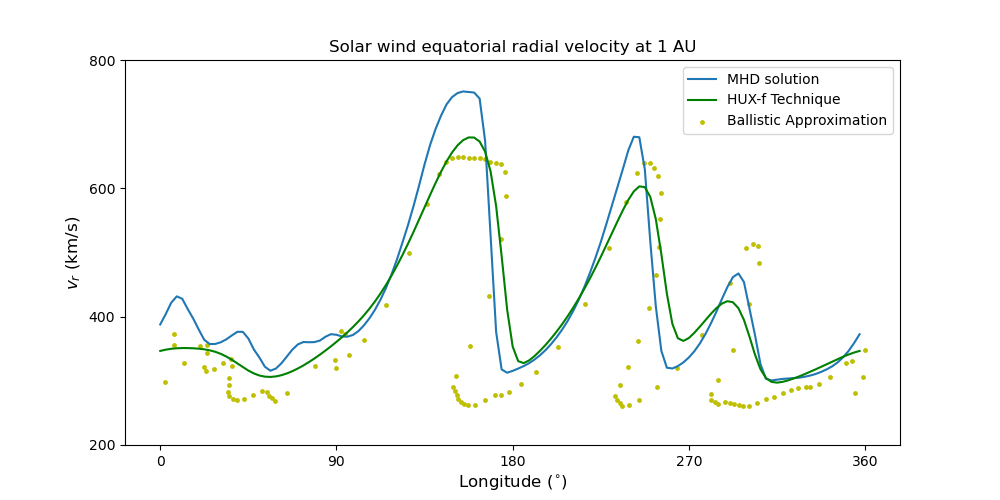 Solar wind equatorial radial velocity at 1 AU
MHD solution
HUX-f Technique
Ballistic Approximation
800
600
400
200
v_r (km/s)
0 90 180 270 360
Longitude (°)